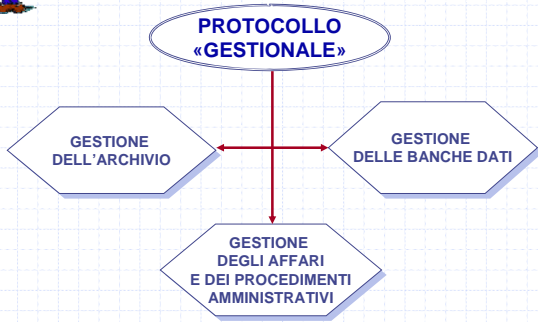 PROTOCOLLO
«GESTIONALE»
GESTIONE
DELL’ARCHIVIO
GESTIONE
DELLE BANCHE DATI
GESTIONE
DEGLI AFFARI
E DEI PROCEDIMENTI
AMMINISTRATIVI